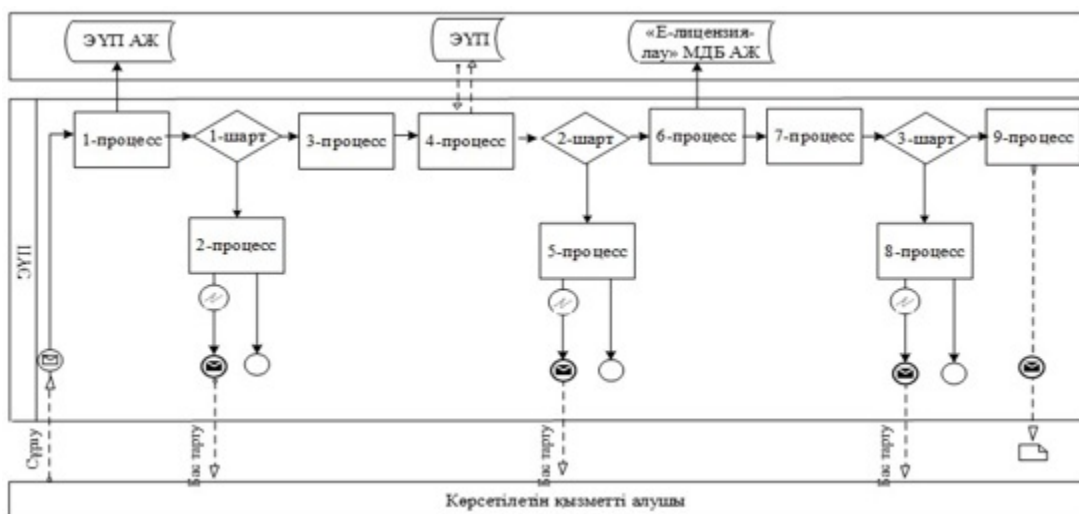 ЭҮП АЖ
ЭҮП
«Е-лицензия-
лау» МДБ АЖ
1-процесс
1-шарт
3-процесс
4-процесс
2-шарт
6-процесс
7-процесс
3-шарт
9-процесс
2-процесс
5-процесс
8-процесс
ПҮС
Сұрау
Бас тарту
Бас тарту
Бас тарту
Көрсетілетін қызметті алушы